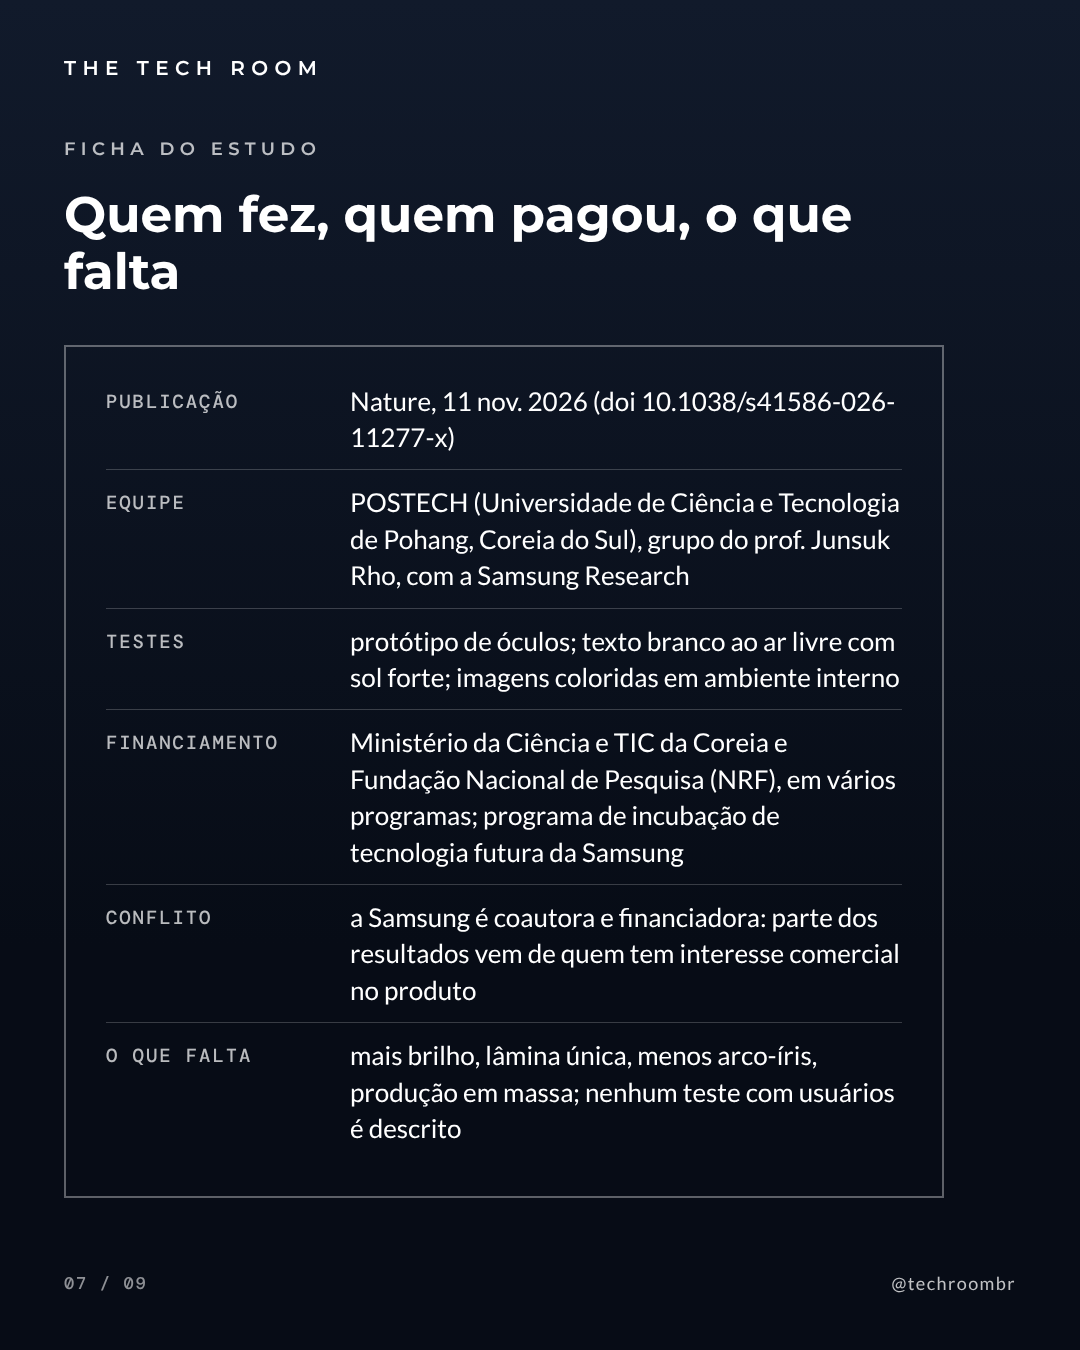 THE TECH ROOM
FICHA DO ESTUDO
Quem fez, quem pagou, o que
falta
PUBLICAÇÃO
Nature, 11 nov. 2026 (doi 10.1038/s41586-026-
11277-x)
EQUIPE
POSTECH (Universidade de Ciência e Tecnologia
de Pohang, Coreia do Sul), grupo do prof. Junsuk
Rho, com a Samsung Research
TESTES
protótipo de óculos; texto branco ao ar livre com
sol forte; imagens coloridas em ambiente interno
FINANCIAMENTO
Ministério da Ciência e TIC da Coreia e
Fundação Nacional de Pesquisa (NRF), em vários
programas; programa de incubação de
tecnologia futura da Samsung
CONFLITO
a Samsung é coautora e financiadora: parte dos
resultados vem de quem tem interesse comercial
no produto
O QUE FALTA
mais brilho, lâmina única, menos arco-íris,
produção em massa; nenhum teste com usuários
é descrito
07 / 09
@techroombr